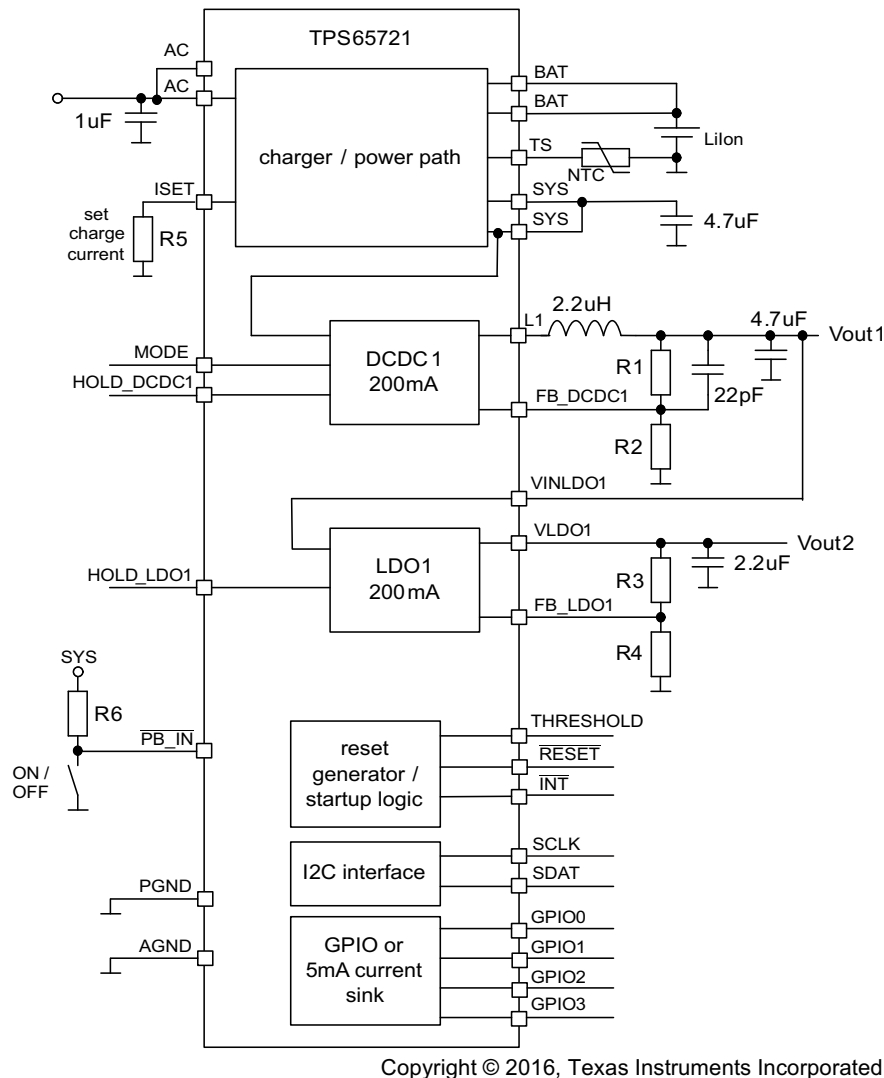 TPS65721
AC
AC
1uF
charger / power path
BAT
BAT
TS
LiIon
NTC
SYS
SYS
4.7uF
ISET
set
charge
current
R5
2.2uH
L1
4.7uF
Vout1
DCDC1
200mA
MODE
HOLD_DCDC1
R1
22pF
FB_DCDC1
R2
VINLDO1
VLDO1
Vout2
LDO1
200mA
HOLD_LDO1
R3
2.2uF
FB_LDO1
R4
SYS
R6
PB_IN
ON /
OFF
reset
generator /
startup logic
THRESHOLD
RESET
INT
I2C interface
SCLK
SDAT
PGND
AGND
GPIO or
5mA current
sink
GPIO0
GPIO1
GPIO2
GPIO3
Copyright © 2016, Texas Instruments Incorporated